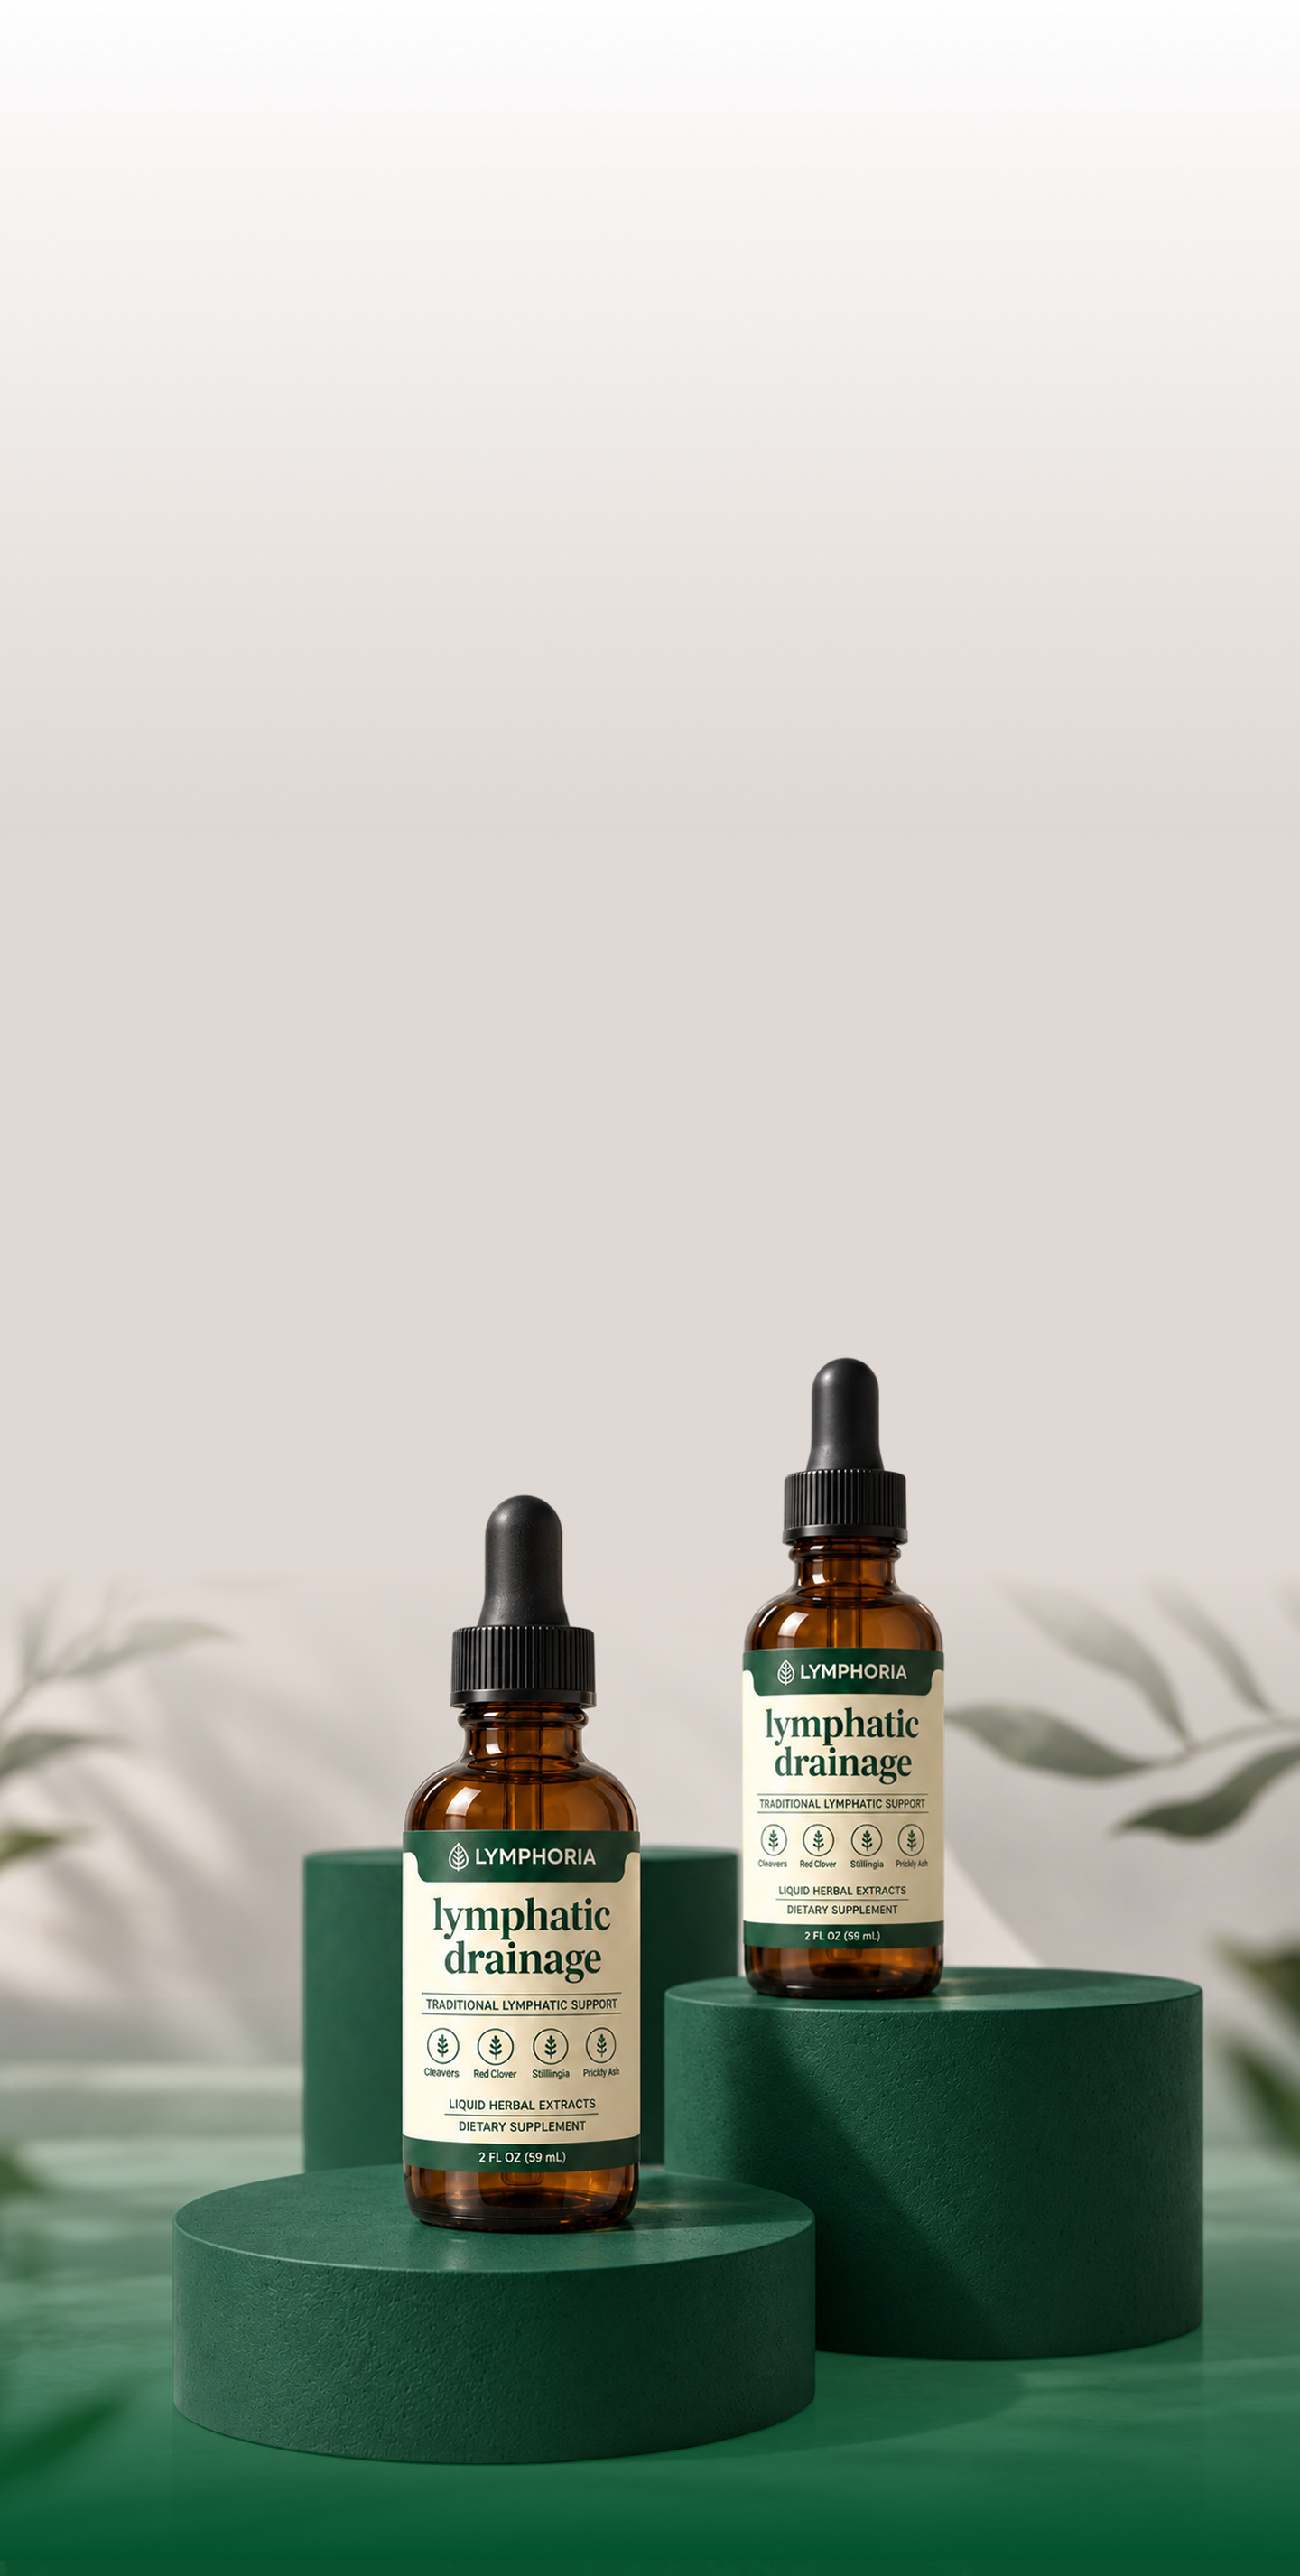 LYMPHORIA
lymphatic
drainage
TRADITIONAL LYMPHATIC SUPPORT
Cleavers Red Clover Stillingia Prickly Ash
LIQUID HERBAL EXTRACTS
DIETARY SUPPLEMENT
2 FL OZ (59 mL)
LYMPHORIA
lymphatic
drainage
TRADITIONAL LYMPHATIC SUPPORT
Cleavers Red Clover Stilllingia Prickly Ash
LIQUID HERBAL EXTRACTS
DIETARY SUPPLEMENT
2 FL OZ (59 mL)